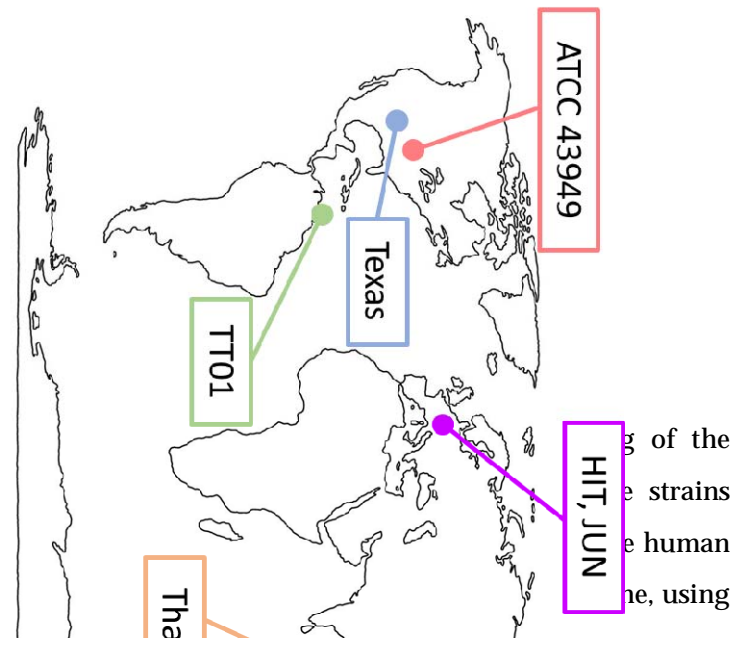 ATCC 43949
Texas
TT01
HIT, JUN
of the
strains
human
using